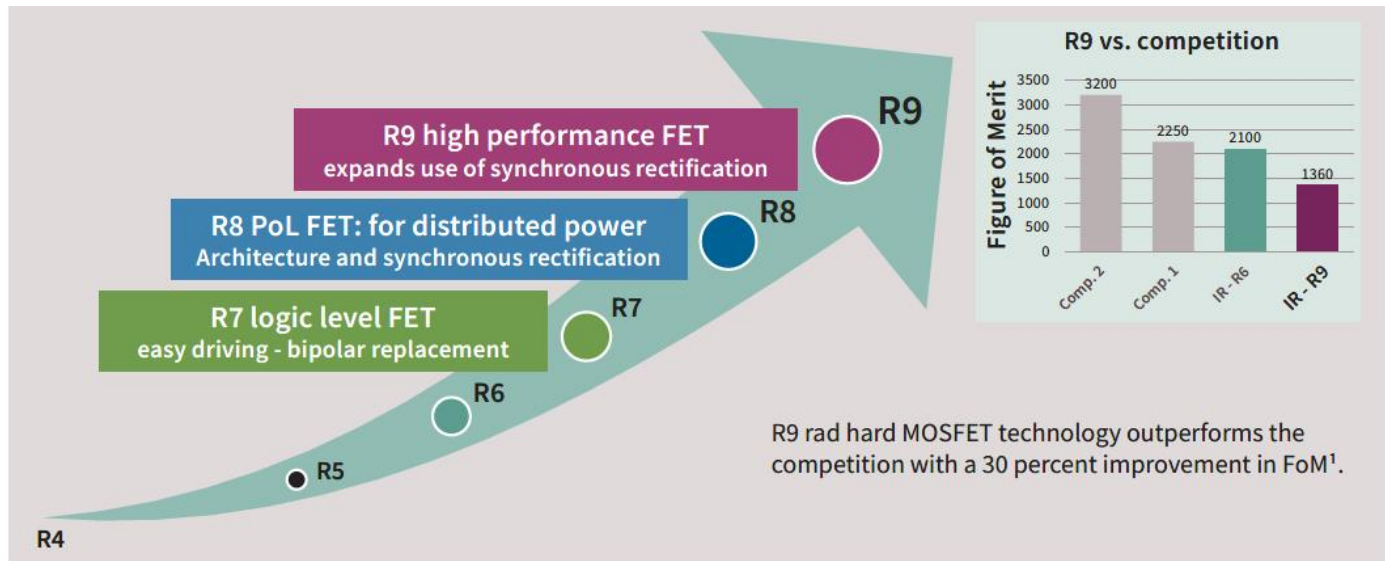 R9 vs. competition
Figure of Merit
3500
3000
2500
2000
1500
1000
500
0
3200
2250
2100
1360
Comp. 2
Comp. 1
IR - R6
IR - R9
R9
R9 high performance FET
expands use of synchronous rectification
R8
R8 PoL FET: for distributed power
Architecture and synchronous rectification
R7
R7 logic level FET
easy driving - bipolar replacement
R6
R5
R4
R9 rad hard MOSFET technology outperforms the
competition with a 30 percent improvement in FoM¹.